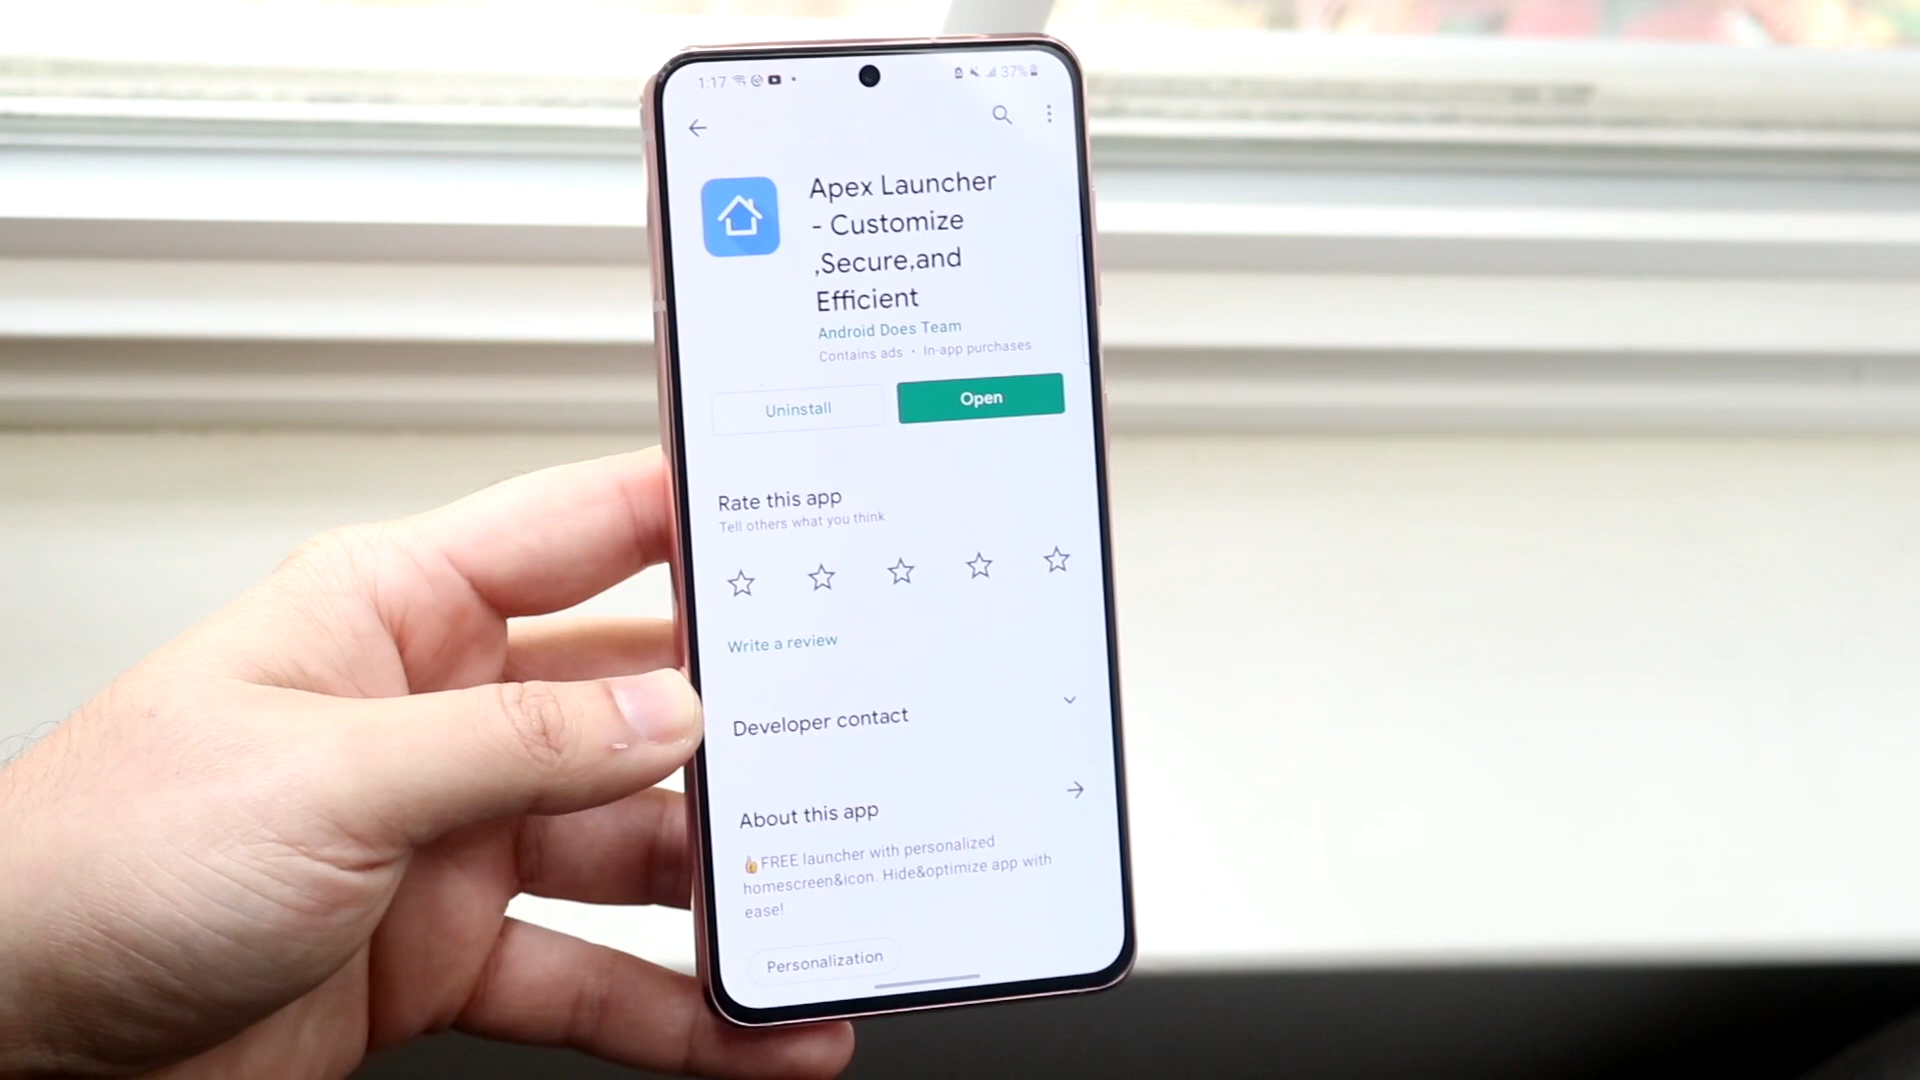 1:17
37%
Apex Launcher
- Customize
,Secure,and
Efficient
Android Does Team
Contains ads • In-app purchases
Uninstall
Open
Rate this app
Tell others what you think
Write a review
Developer contact
About this app
👍FREE launcher with personalized
homescreen&icon. Hide&optimize app with
ease!
Personalization